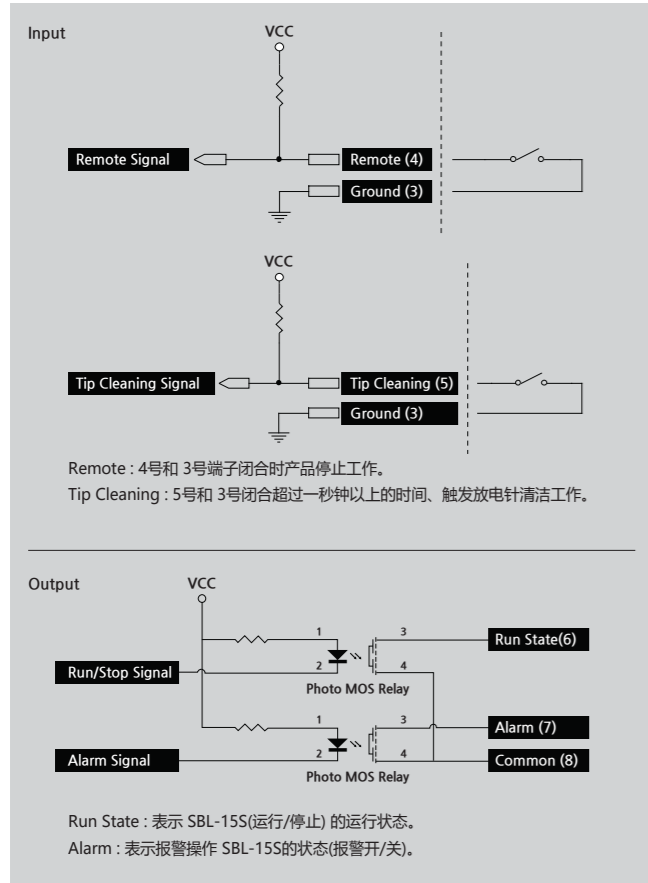 Input
VCC
Remote Signal
Remote (4)
Ground (3)
VCC
Tip Cleaning Signal
Tip Cleaning (5)
Ground (3)
Remote : 4号和 3号端子闭合时产品停止工作。
Tip Cleaning : 5号和 3号闭合超过一秒钟以上的时间、触发放电针清洁工作。
Output
VCC
1
3
Run State(6)
Run/Stop Signal
2
4
Photo MOS Relay
1
3
Alarm (7)
Alarm Signal
2
4
Common (8)
Photo MOS Relay
Run State : 表示 SBL-15S(运行/停止) 的运行状态。
Alarm : 表示报警操作 SBL-15S的状态(报警开/关)。